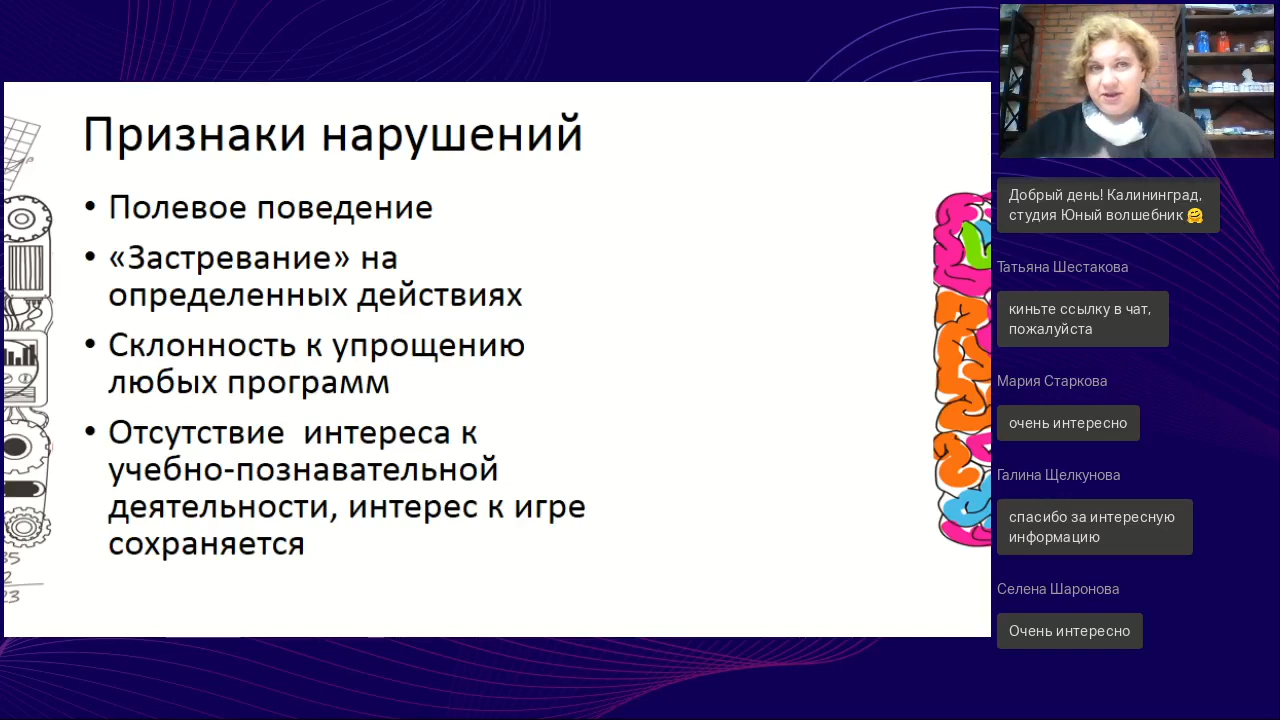 Признаки нарушений
• Полевое поведение
• «Застревание» на
определенных действиях
• Склонность к упрощению
любых программ
• Отсутствие интереса к
учебно-познавательной
деятельности, интерес к игре
сохраняется
Добрый день! Калининград,
студия Юный волшебник 🤗
Татьяна Шестакова
киньте ссылку в чат,
пожалуйста
Мария Старкова
очень интересно
Галина Щелкунова
спасибо за интересную
информацию
Селена Шаронова
Очень интересно